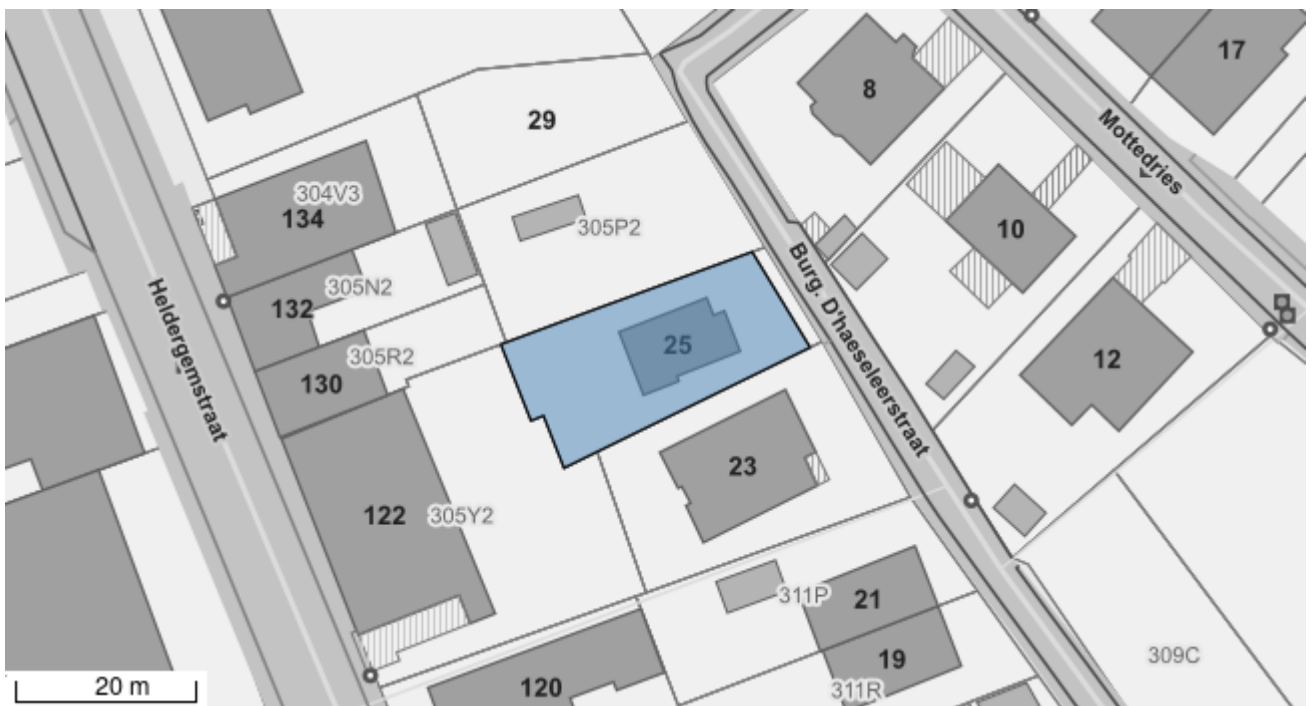 17
8
Mottedries
29
304V3
134
305P2
10
Burg. D'haeseleerstraat
305N2
132
Heldergemstraat
25
305R2
12
130
23
122
305Y2
311P
21
309C
19
311R
120
20 m